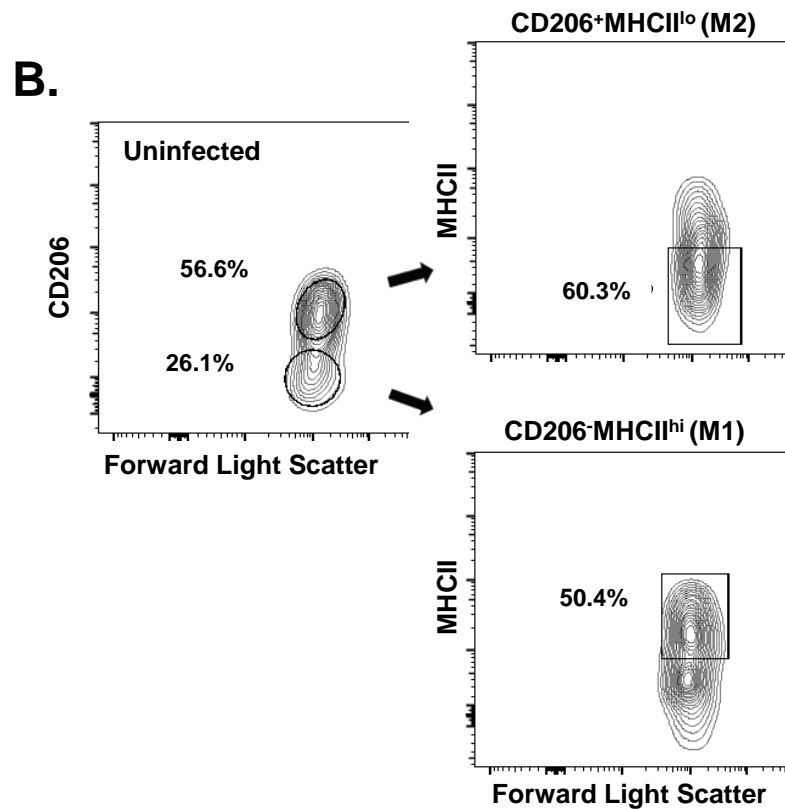 B.
Uninfected
CD206
56.6%
26.1%
Forward Light Scatter
CD206⁺MHCIIˡᵒ (M2)
MHCII
60.3%
CD206⁻MHCIIʰⁱ (M1)
MHCII
50.4%
Forward Light Scatter